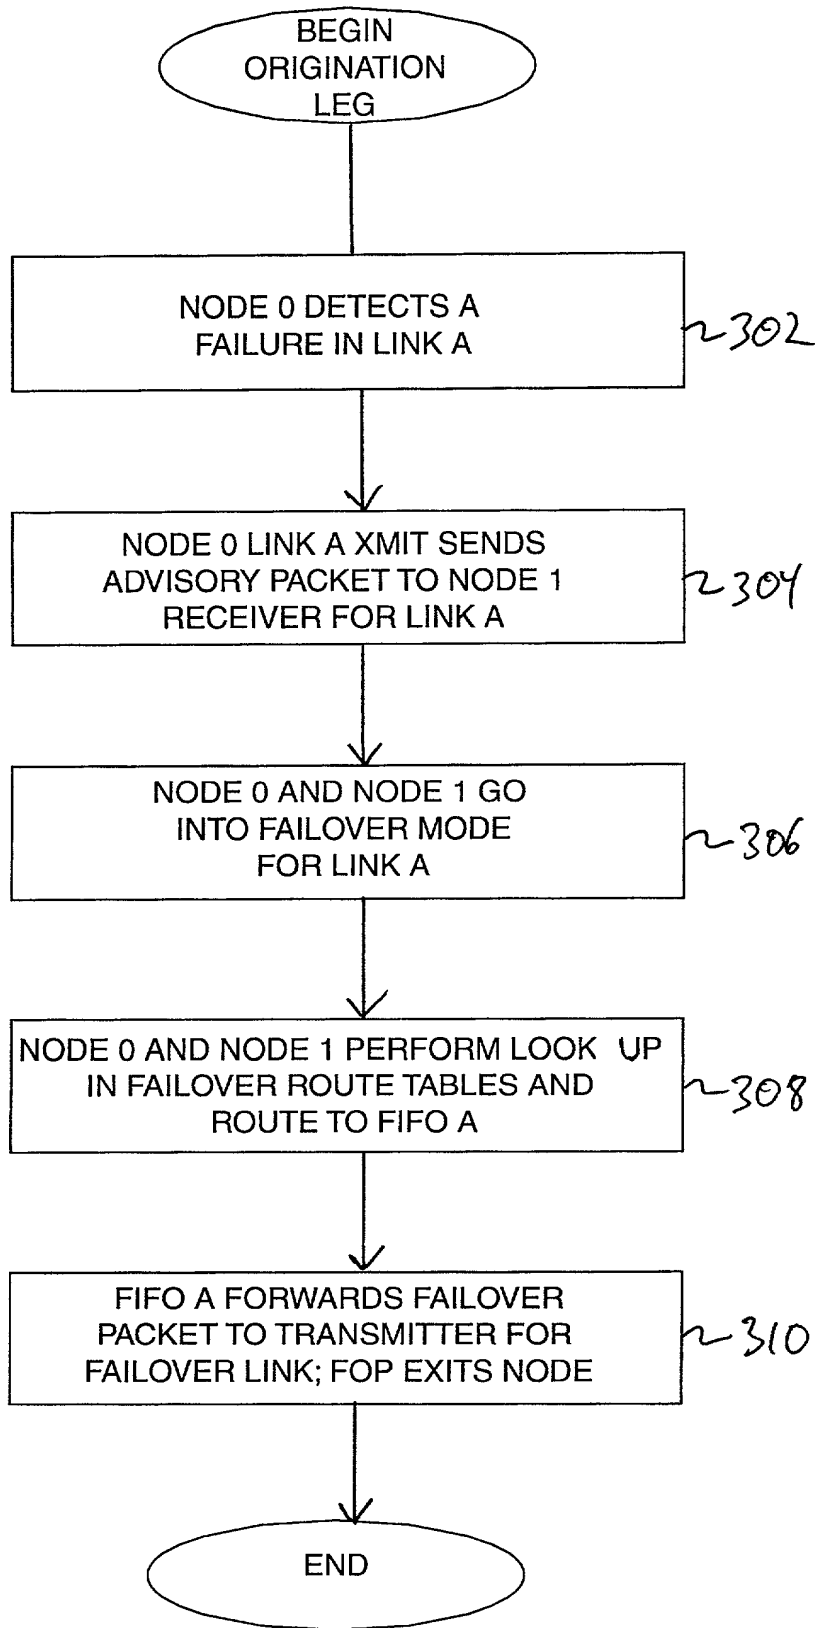 BEGIN
ORIGINATION
LEG
NODE 0 DETECTS A
FAILURE IN LINK A
302
NODE 0 LINK A XMIT SENDS
ADVISORY PACKET TO NODE 1
RECEIVER FOR LINK A
304
NODE 0 AND NODE 1 GO
INTO FAILOVER MODE
FOR LINK A
306
NODE 0 AND NODE 1 PERFORM LOOK UP
IN FAILOVER ROUTE TABLES AND
ROUTE TO FIFO A
308
FIFO A FORWARDS FAILOVER
PACKET TO TRANSMITTER FOR
FAILOVER LINK; FOP EXITS NODE
310
END